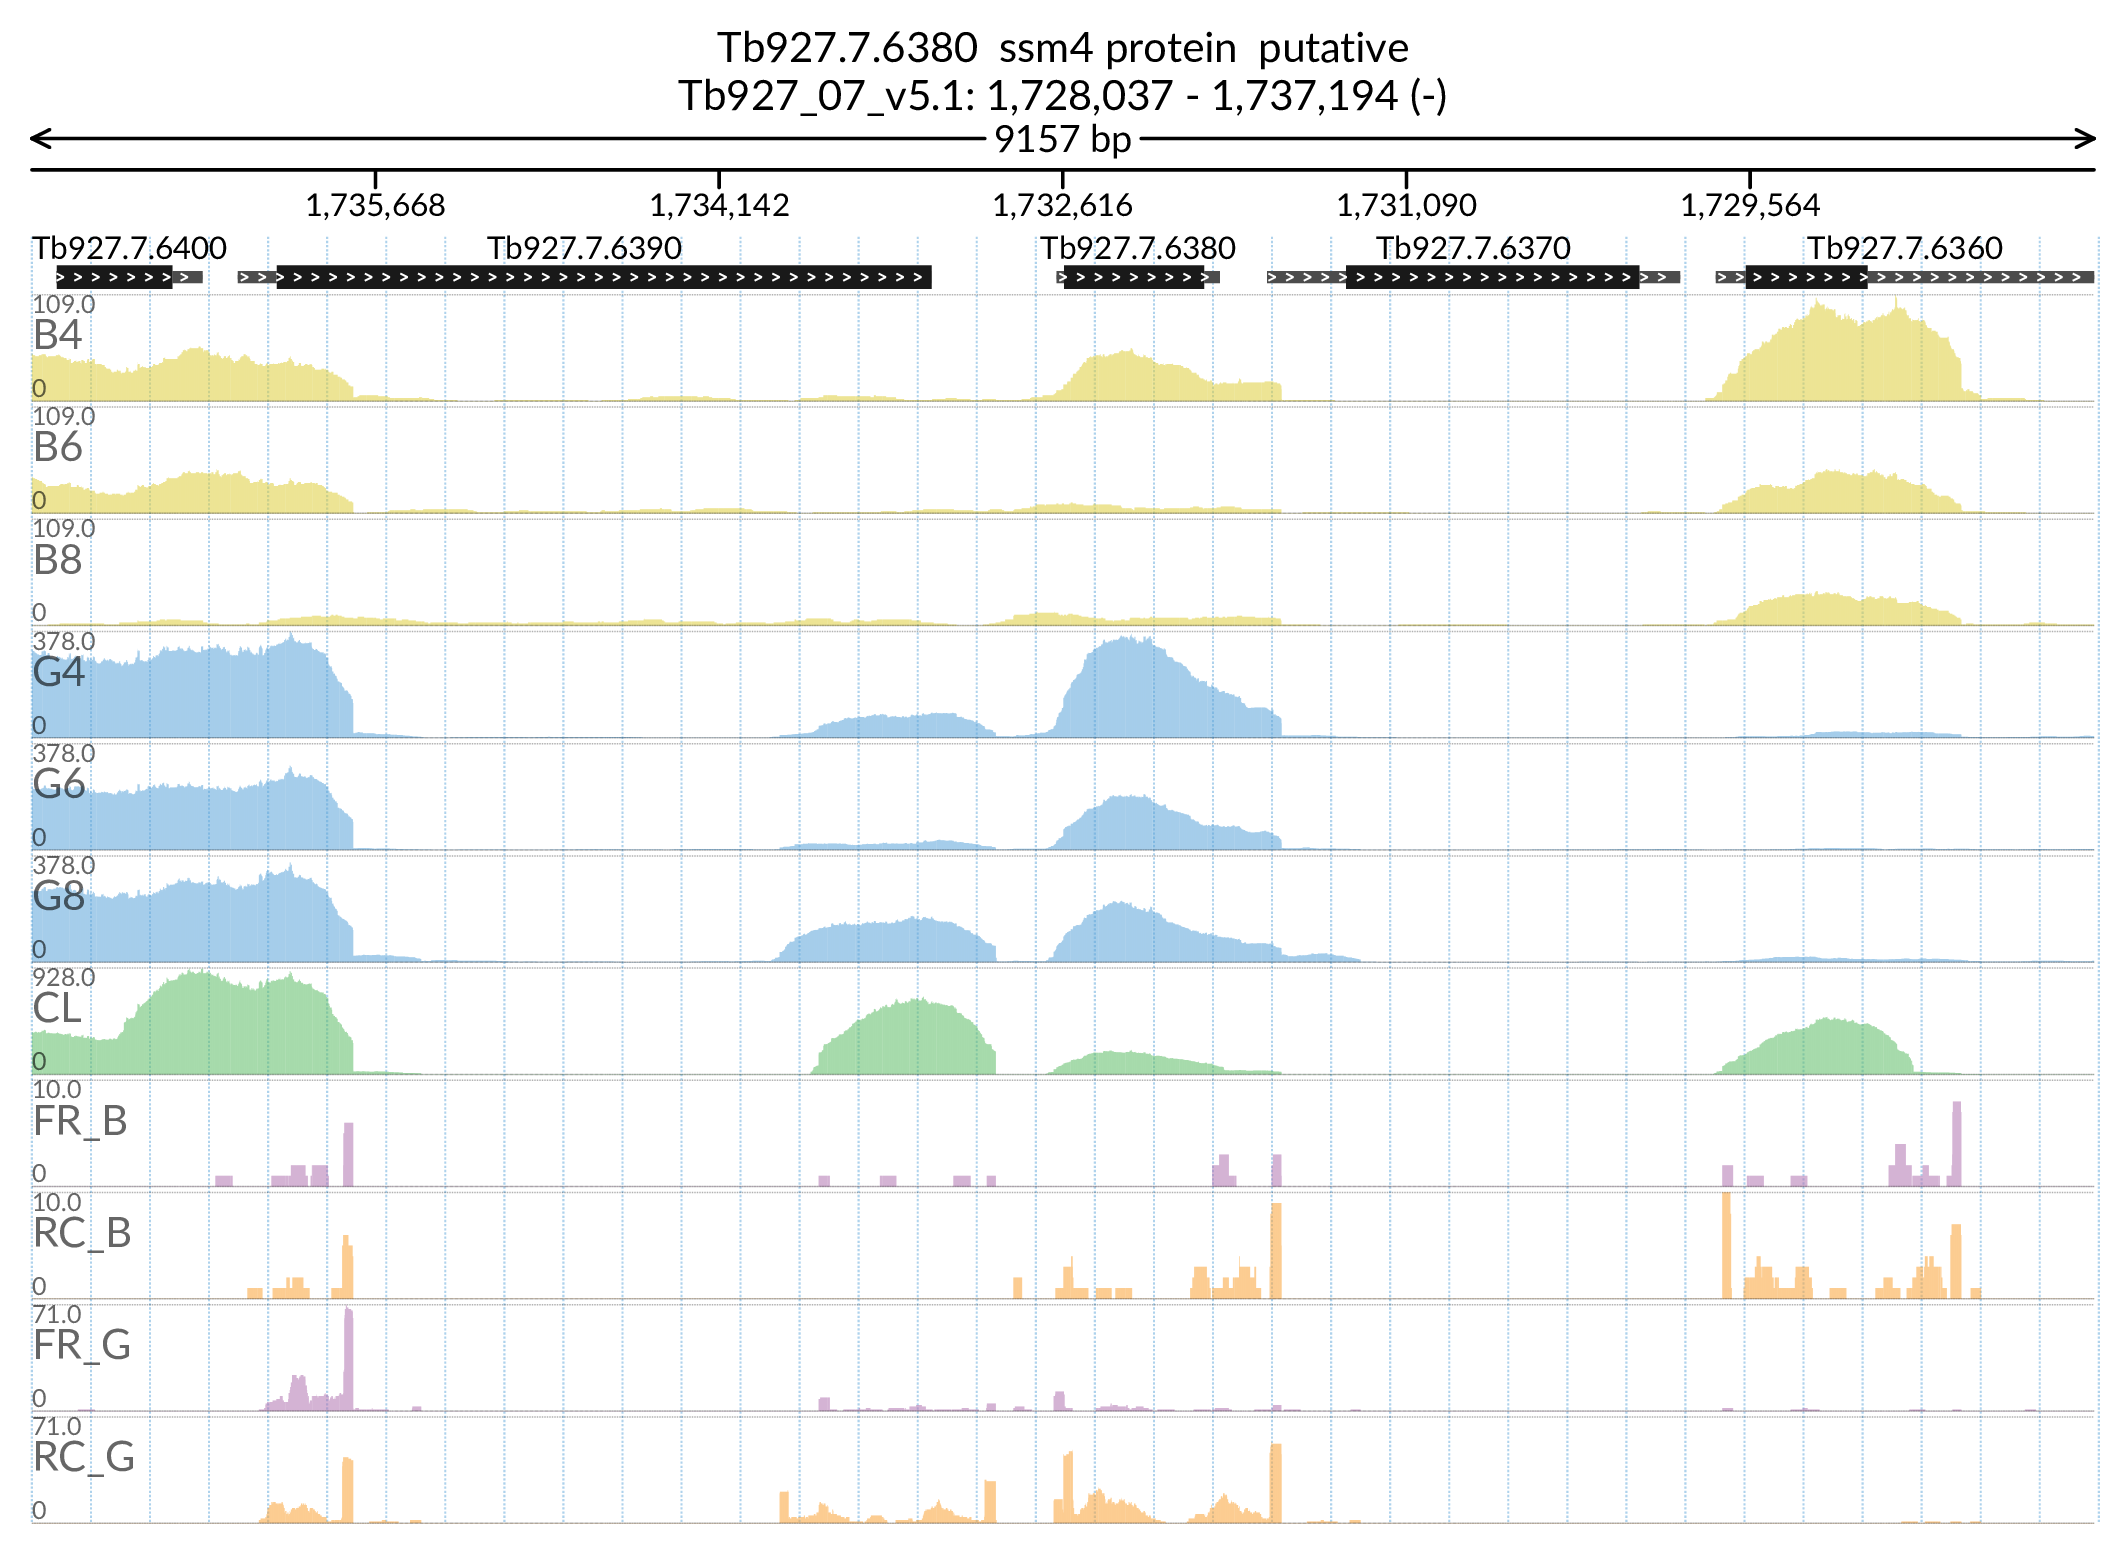 Tb927.7.6380 ssm4 protein putative
Tb927_07_v5.1: 1,728,037 - 1,737,194 (-)
9157 bp
1,735,668 1,734,142 1,732,616 1,731,090 1,729,564
Tb927.7.6400 Tb927.7.6390 Tb927.7.6380 Tb927.7.6370 Tb927.7.6360
109.0
B4
0
109.0
B6
0
109.0
B8
0
378.0
G4
0
378.0
G6
0
378.0
G8
0
928.0
CL
0
10.0
FR_B
0
10.0
RC_B
0
71.0
FR_G
0
71.0
RC_G
0